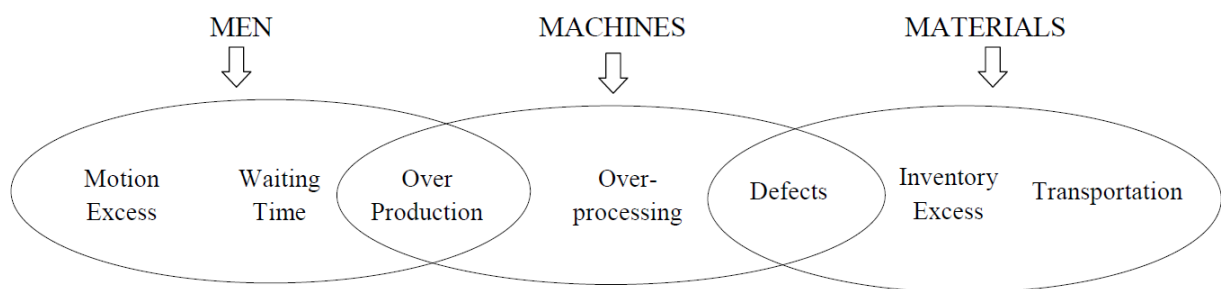 MEN
MACHINES
MATERIALS
Motion
Excess
Waiting
Time
Over
Production
Over-
processing
Defects
Inventory
Excess
Transportation